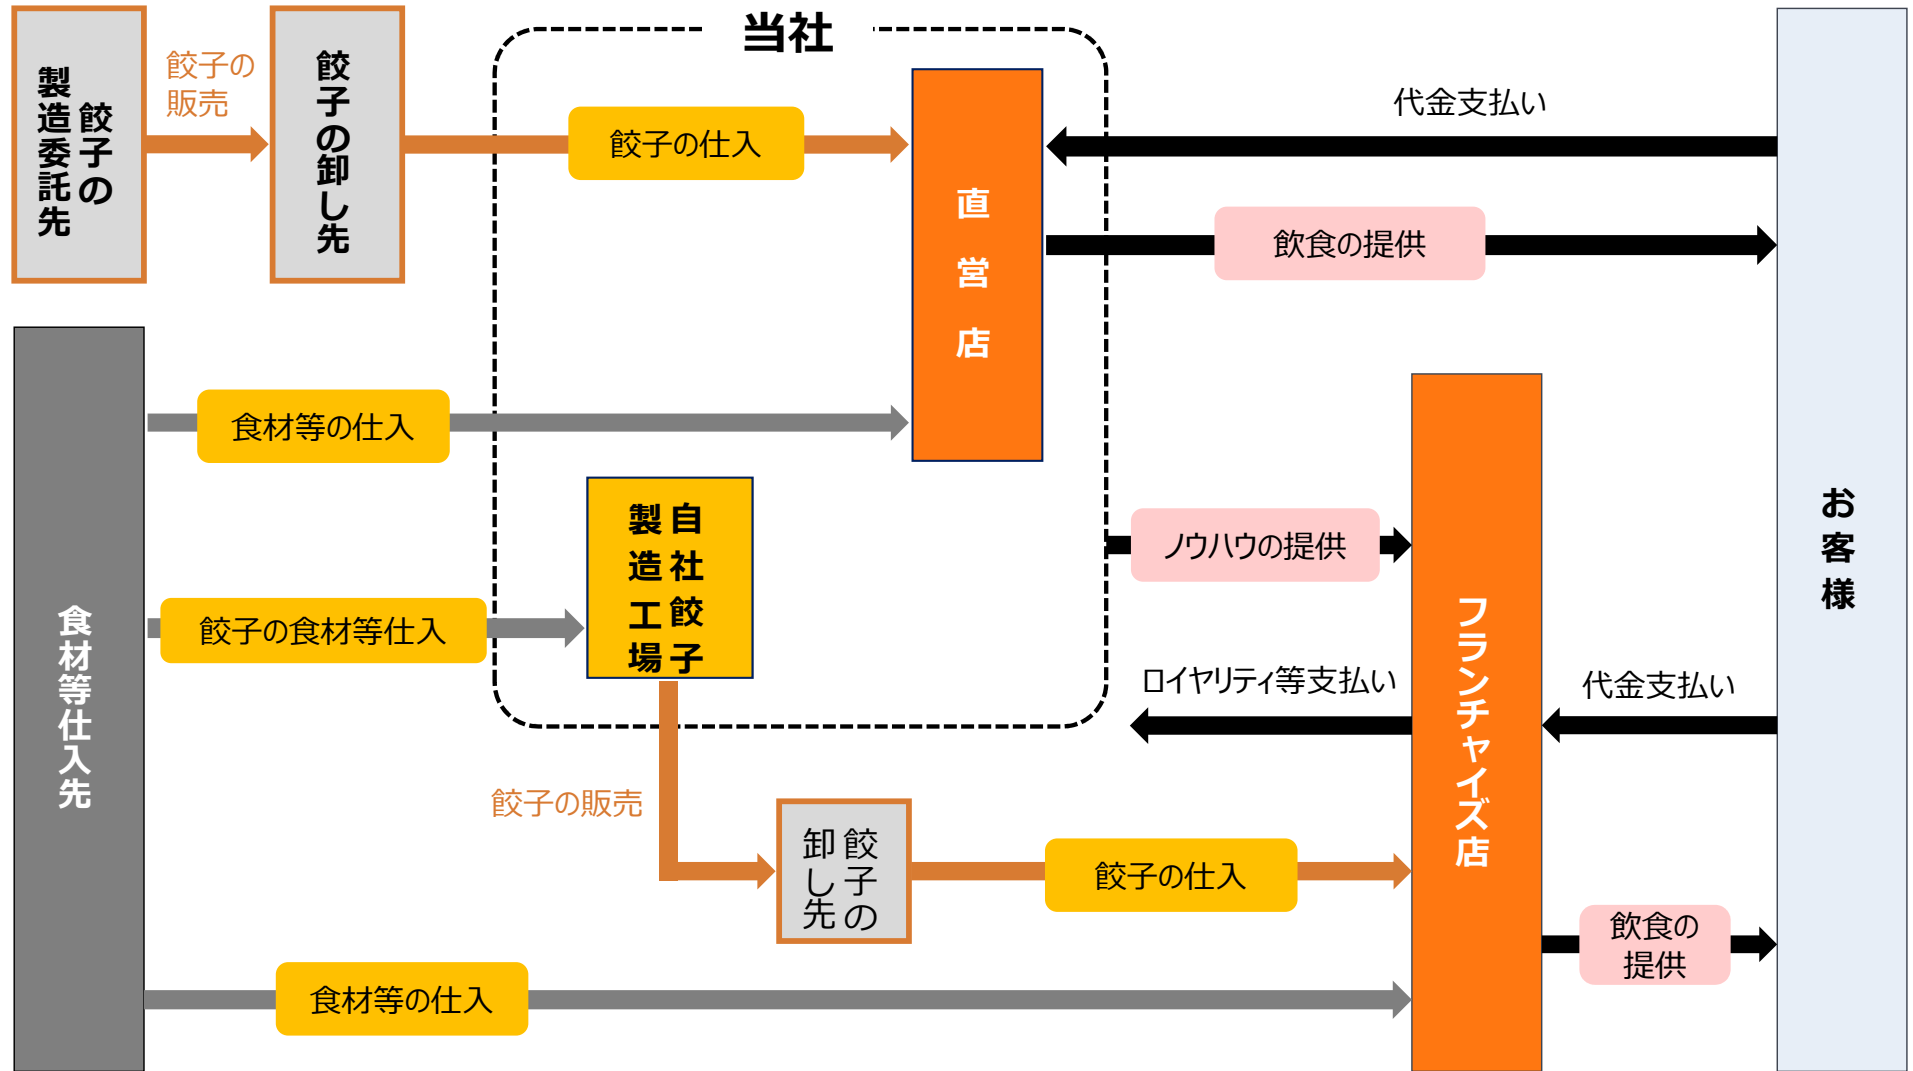 当社
餃子の
製造委託先
餃子の
販売
餃子の卸し先
餃子の仕入
直営店
代金支払い
飲食の提供
食材等仕入先
食材等の仕入
餃子の食材等仕入
自社餃子
製造工場
ノウハウの提供
ロイヤリティ等支払い
フランチャイズ店
代金支払い
お客様
餃子の販売
餃子の
卸し先
餃子の仕入
飲食の
提供
食材等の仕入